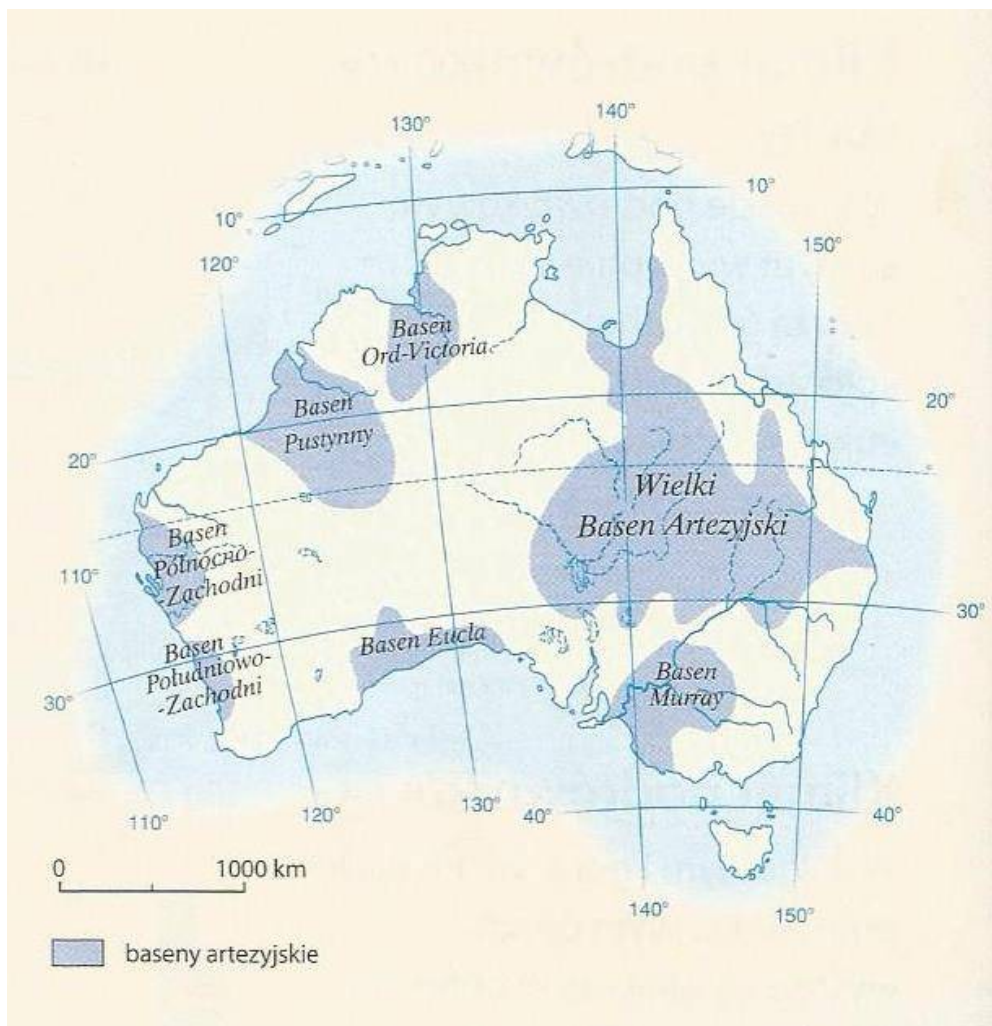 130°
140°
10°
10°
120°
150°
Basen
Ord-Victoria
Basen
Pustynny
20°
20°
Wielki
Basen Artezyjski
Basen
Północno-
-Zachodni
110°
30°
Basen Eucla
Basen
Południowo-
-Zachodni
Basen
Murray
30°
110°
120°
130°
40°
40°
140°
150°
0
1000 km
baseny artezyjskie